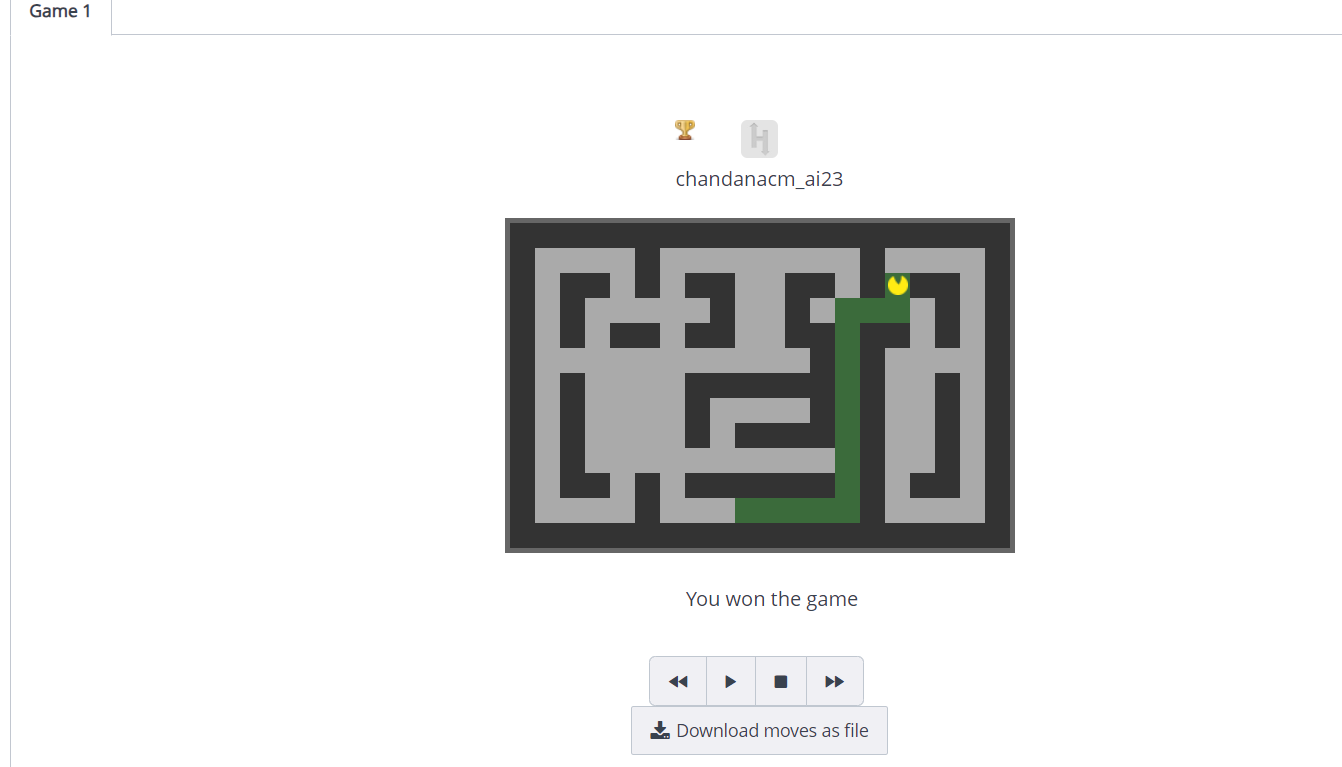 Game 1
H
chandanacm_ai23
You won the game
Download moves as file